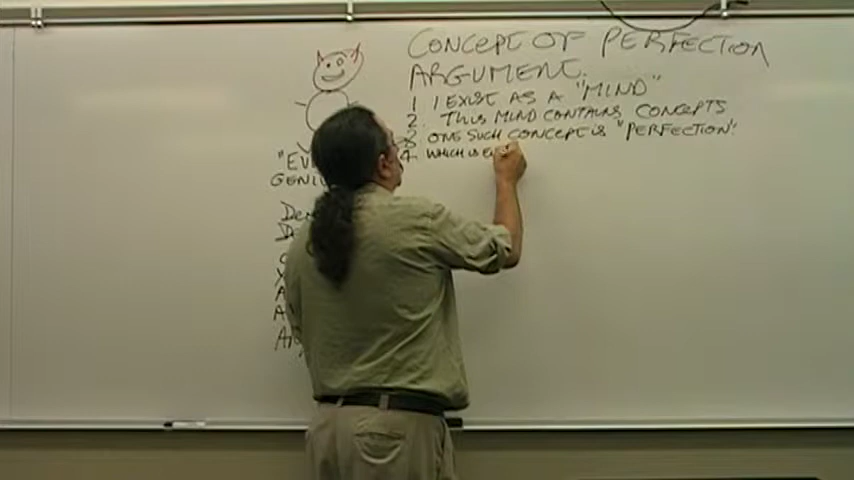 CONCEPT OF PERFECTION
ARGUMENT.
1 I EXIST AS A "MIND"
2. THIS MIND CONTAINS CONCEPTS
3 ONE SUCH CONCEPT IS "PERFECTION".
4 WHICH IS
"EV
GENIU